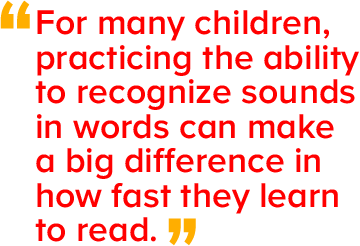 “For many children,
practicing the ability
to recognize sounds
in words can make
a big difference in
how fast they learn
to read.”